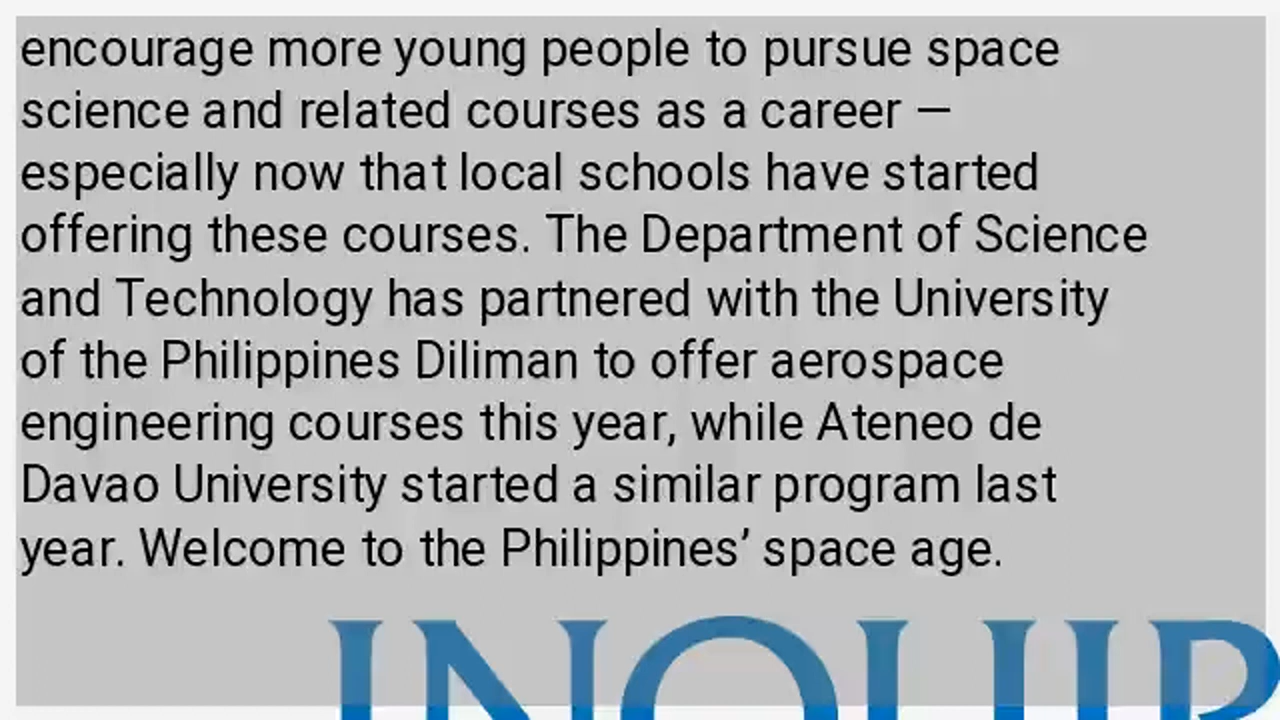 encourage more young people to pursue space
science and related courses as a career —
especially now that local schools have started
offering these courses. The Department of Science
and Technology has partnered with the University
of the Philippines Diliman to offer aerospace
engineering courses this year, while Ateneo de
Davao University started a similar program last
year. Welcome to the Philippines’ space age.
INQUIR